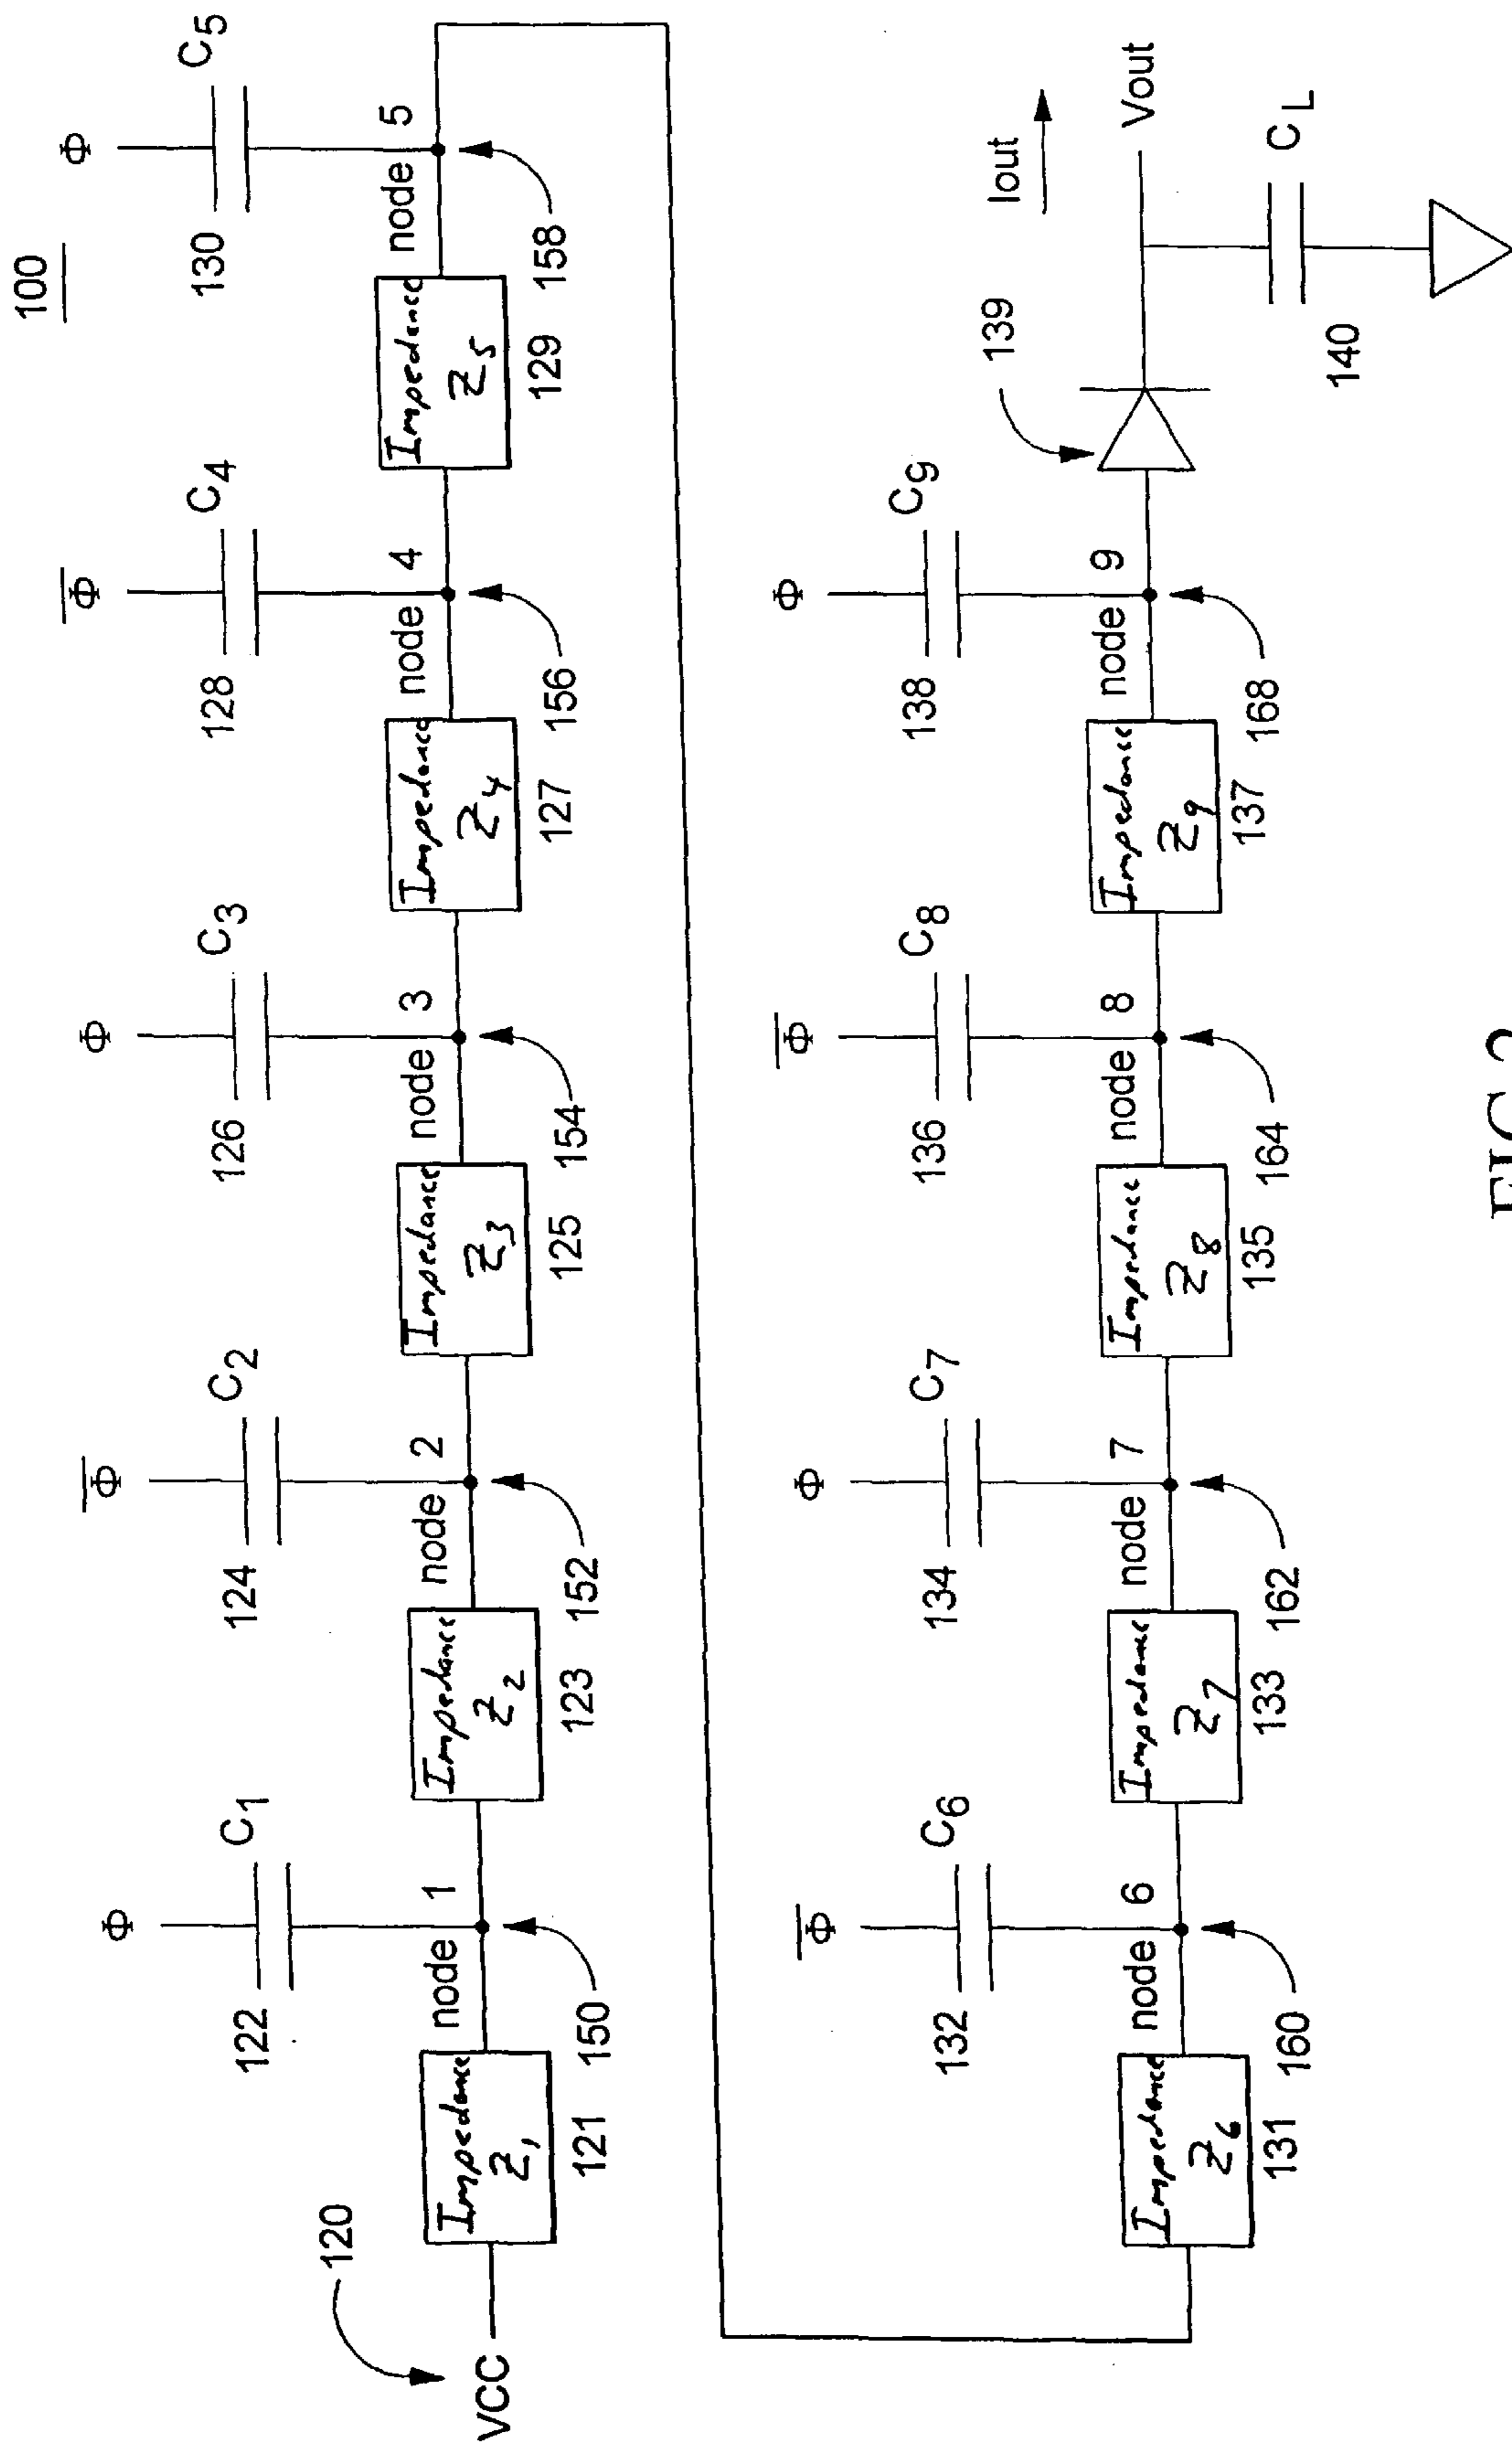 100
Φ Φ̅ Φ Φ̅ Φ
122 C1 124 C2 126 C3 128 C4 130 C5
120
VCC
Impedance Z1
node 1
Impedance Z2
node 2
Impedance Z3
node 3
Impedance Z4
node 4
Impedance Z5
node 5
121 150 123 152 125 154 127 156 129 158
Φ̅ Φ Φ̅ Φ
132 C6 134 C7 136 C8 138 C9
139
Iout
Impedance Z6
node 6
Impedance Z7
node 7
Impedance Z8
node 8
Impedance Z9
node 9
Vout
131 160 133 162 135 164 137 168
140 CL